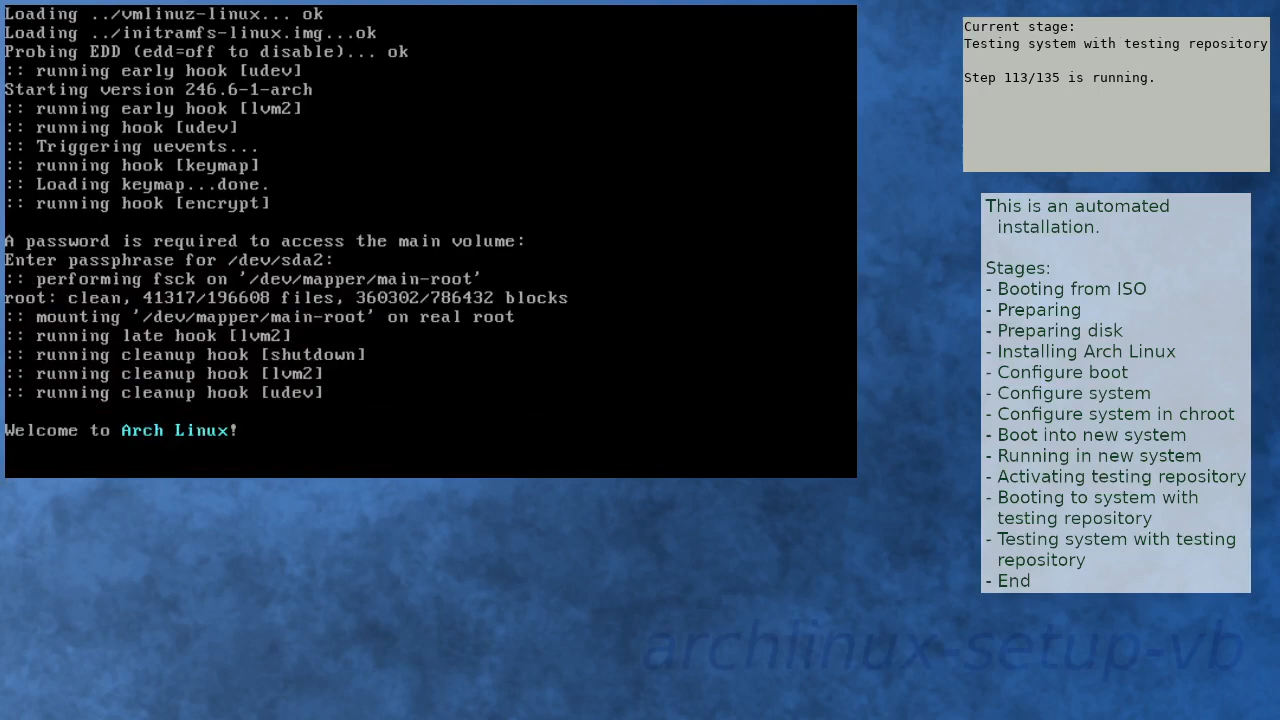 Loading ../vmlinuz-linux... ok
Loading ../initramfs-linux.img...ok
Probing EDD (edd=off to disable)... ok
:: running early hook [udev]
Starting version 246.6-1-arch
:: running early hook [lvm2]
:: running hook [udev]
:: Triggering uevents...
:: running hook [keymap]
:: Loading keymap...done.
:: running hook [encrypt]

A password is required to access the main volume:
Enter passphrase for /dev/sda2:
:: performing fsck on '/dev/mapper/main-root'
root: clean, 41317/196608 files, 360302/786432 blocks
:: mounting '/dev/mapper/main-root' on real root
:: running late hook [lvm2]
:: running cleanup hook [shutdown]
:: running cleanup hook [lvm2]
:: running cleanup hook [udev]

Welcome to Arch Linux!

Current stage:
Testing system with testing repository

Step 113/135 is running.

This is an automated
installation.

Stages:
- Booting from ISO
- Preparing
- Preparing disk
- Installing Arch Linux
- Configure boot
- Configure system
- Configure system in chroot
- Boot into new system
- Running in new system
- Activating testing repository
- Booting to system with
testing repository
- Testing system with testing
repository
- End

archlinux-setup-vb